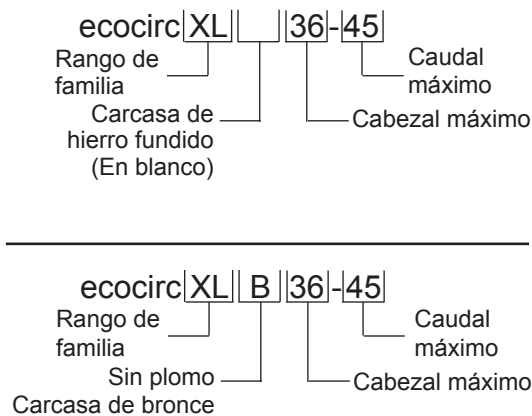 ecocirc XL 36-45
Rango de
familia
Caudal
máximo
Carcasa de
hierro fundido
(En blanco)
Cabezal máximo
ecocirc XL B 36-45
Rango de
familia
Caudal
máximo
Sin plomo
Carcasa de bronce
Cabezal máximo